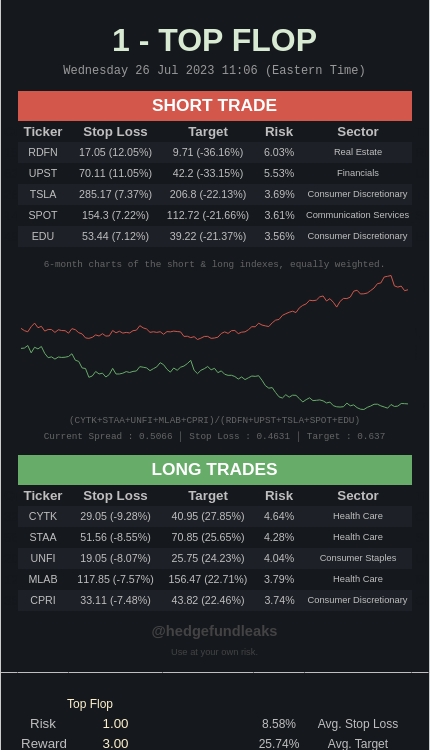 1 - TOP FLOP
Wednesday 26 Jul 2023 11:06 (Eastern Time)
SHORT TRADE
Ticker Stop Loss Target Risk Sector
RDFN 17.05 (12.05%) 9.71 (-36.16%) 6.03% Real Estate
UPST 70.11 (11.05%) 42.2 (-33.15%) 5.53% Financials
TSLA 285.17 (7.37%) 206.8 (-22.13%) 3.69% Consumer Discretionary
SPOT 154.3 (7.22%) 112.72 (-21.66%) 3.61% Communication Services
EDU 53.44 (7.12%) 39.22 (-21.37%) 3.56% Consumer Discretionary
6-month charts of the short & long indexes, equally weighted.
(CYTK+STAA+UNFI+MLAB+CPRI)/(RDFN+UPST+TSLA+SPOT+EDU)
Current Spread : 0.5066 | Stop Loss : 0.4631 | Target : 0.637
LONG TRADES
Ticker Stop Loss Target Risk Sector
CYTK 29.05 (-9.28%) 40.95 (27.85%) 4.64% Health Care
STAA 51.56 (-8.55%) 70.85 (25.65%) 4.28% Health Care
UNFI 19.05 (-8.07%) 25.75 (24.23%) 4.04% Consumer Staples
MLAB 117.85 (-7.57%) 156.47 (22.71%) 3.79% Health Care
CPRI 33.11 (-7.48%) 43.82 (22.46%) 3.74% Consumer Discretionary
@hedgefundleaks
Use at your own risk.
Top Flop
Risk 1.00 8.58% Avg. Stop Loss
Reward 3.00 25.74% Avg. Target